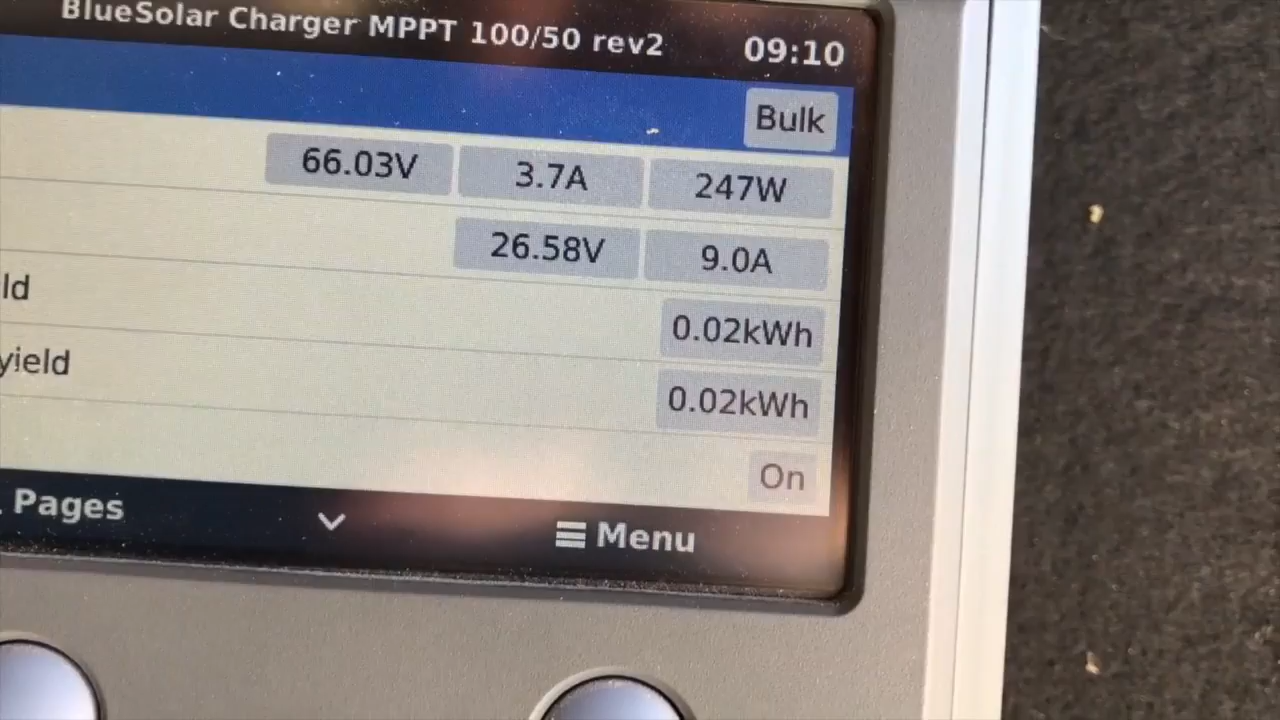 BlueSolar Charger MPPT 100/50 rev2 09:10
Bulk
66.03V 3.7A 247W
26.58V 9.0A
ld 0.02kWh
yield 0.02kWh
On
Pages Menu